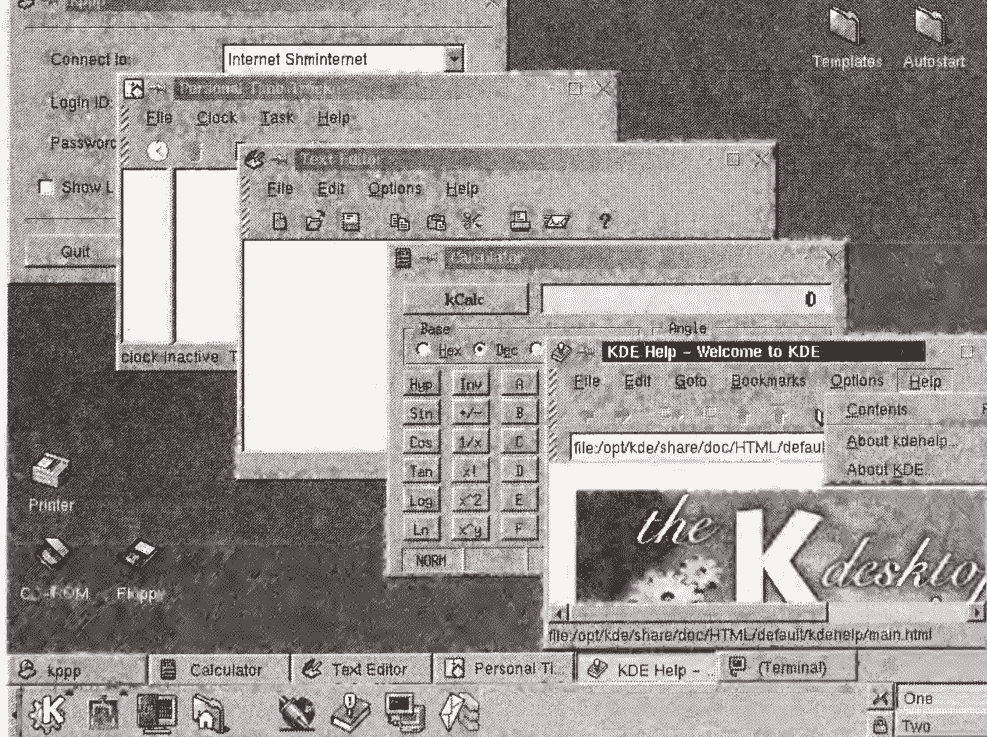 kppp
Connect to: Internet Shminternet
Templates Autostart
Login ID:
Personal Time Track
File Clock Task Help
Password
Show L
Text Editor
File Edit Options Help
Quit
Calculator
kCalc 0
Base Angle
Hex Dec
clock inactive T
KDE Help - Welcome to KDE
File Edit Goto Bookmarks Options Help
Hyp Inv A
Sin +/- B
Cos 1/x C
Tan x! D
Log x^2 E
Ln x^y F
NORM
Contents F
About kdehelp...
About KDE...
file:/opt/kde/share/doc/HTML/defaul
the K deskto
Printer
CD-ROM Floppy
file:/opt/kde/share/doc/HTML/default/kdehelp/main.html
kppp Calculator Text Editor Personal Ti... KDE Help - ... (Terminal)
One
Two